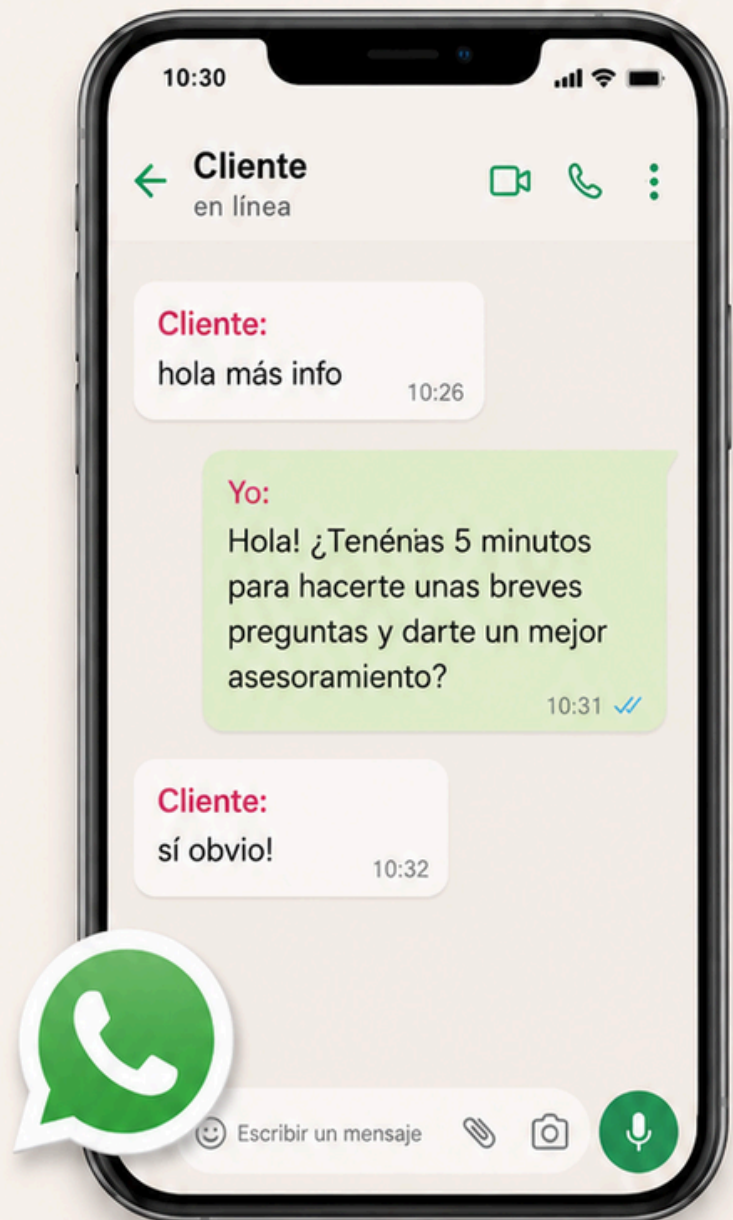 10:30
Cliente
en línea
Cliente:
hola más info
10:26
Yo:
Hola! ¿Tenénias 5 minutos
para hacerte unas breves
preguntas y darte un mejor
asesoramiento?
10:31
Cliente:
sí obvio!
10:32
Escribir un mensaje